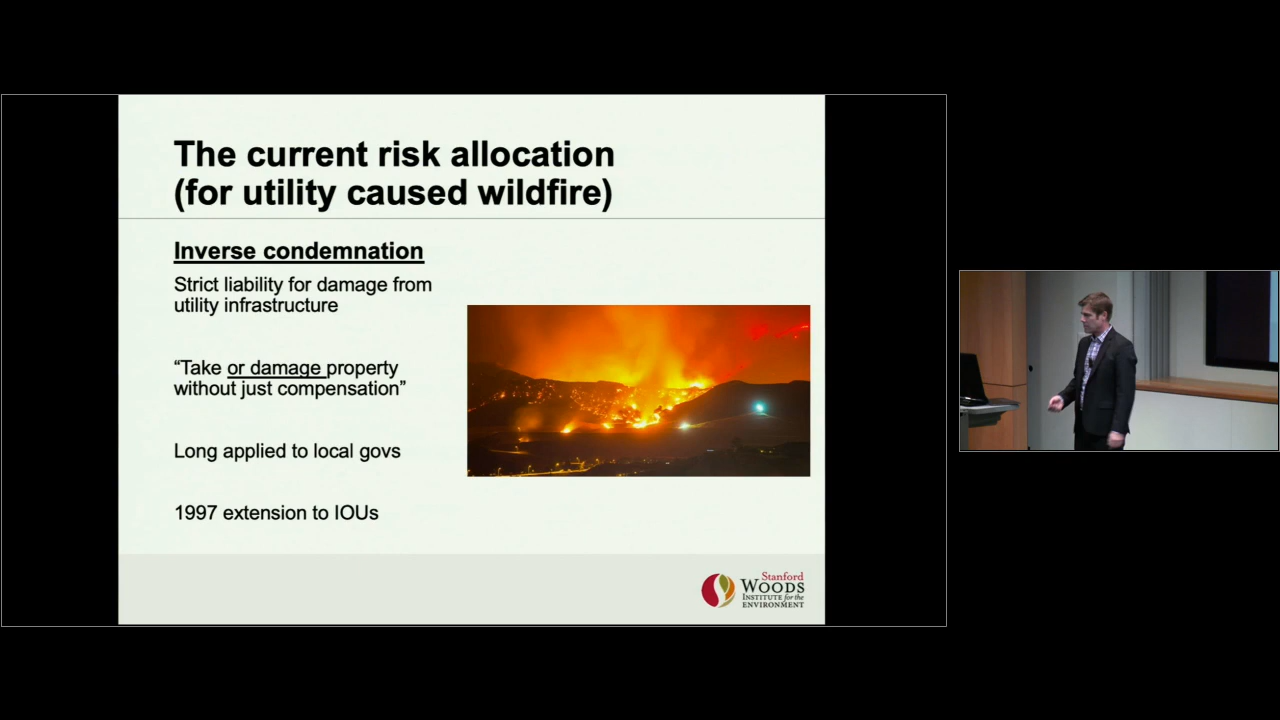 The current risk allocation
(for utility caused wildfire)
Inverse condemnation
Strict liability for damage from
utility infrastructure
“Take or damage property
without just compensation”
Long applied to local govs
1997 extension to IOUs
Stanford
WOODS
INSTITUTE for the
ENVIRONMENT